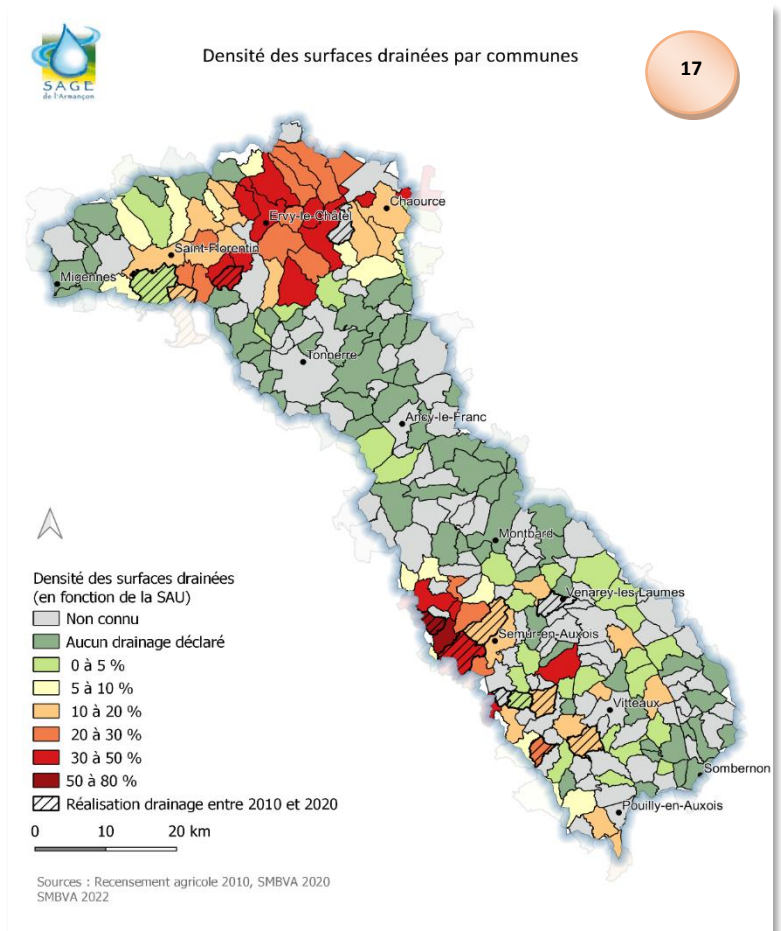 SAGE
de l'Armançon
Densité des surfaces drainées par communes
17
Chaource
Ervy-le-Châtel
Saint-Florentin
Migennes
Tonnerre
Ancy-le-Franc
Montbard
Venarey-les-Laumes
Semur-en-Auxois
Vitteaux
Sombernon
Pouilly-en-Auxois
Densité des surfaces drainées
(en fonction de la SAU)
Non connu
Aucun drainage déclaré
0 à 5 %
5 à 10 %
10 à 20 %
20 à 30 %
30 à 50 %
50 à 80 %
Réalisation drainage entre 2010 et 2020
0 10 20 km
Sources : Recensement agricole 2010, SMBVA 2020
SMBVA 2022